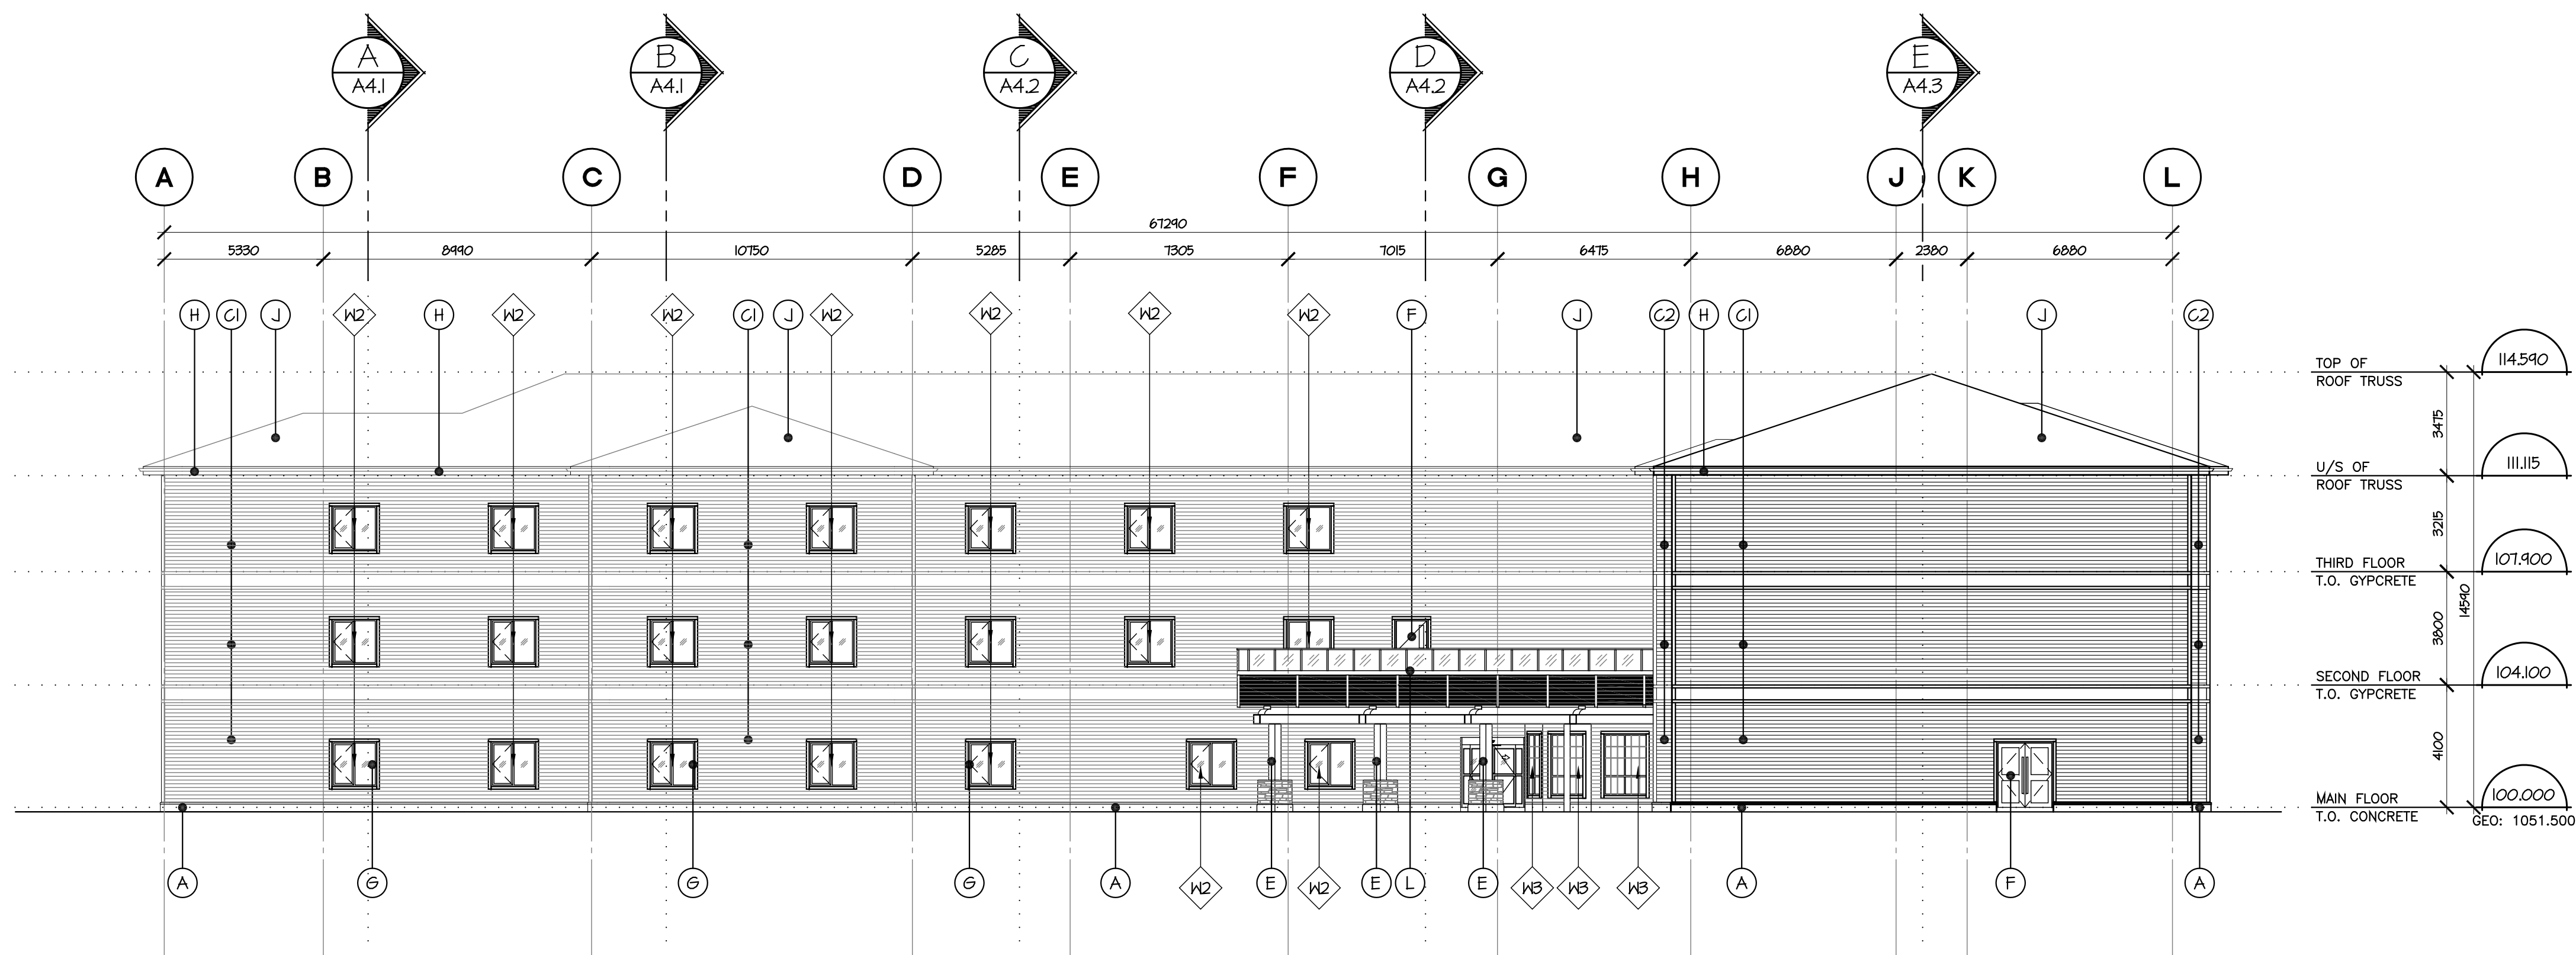 A B C D E
A4.1 A4.1 A4.2 A4.2 A4.3
A B C D E F G H J K L
67290
5330 8990 10750 5285 7305 7015 6475 6880 2380 6880
H C1 J W2 H W2 W2 C1 J W2 W2 W2 W2 F J C2 H C1 J C2
TOP OF
ROOF TRUSS
114.590
3475
U/S OF
ROOF TRUSS
111.115
3215
THIRD FLOOR
T.O. GYPCRETE
107.900
3800
14590
SECOND FLOOR
T.O. GYPCRETE
104.100
4100
MAIN FLOOR
T.O. CONCRETE
100.000
GEO: 1051.500
A G G G A W2 E W2 E L E W3 W3 W3 A F A